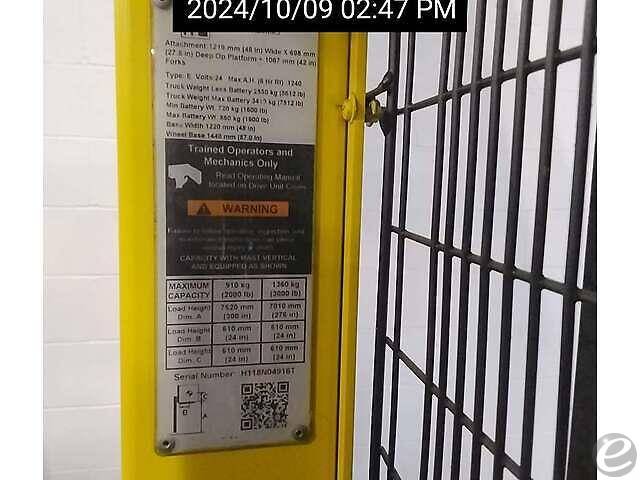 2024/10/09 02:47 PM
Attachment: 1219 mm (48 in) Wide X 698 mm
(27.5 in) Deep Op Platform + 1067 mm (42 in)
Forks
Type: E Volts:24 Max A.H. (6 Hr Rt) :1240
Truck Weight Less Battery 2550 kg (5612 lb)
Truck Weight Max Battery kg (7512 lb)
Min Battery Wt. 726 kg (1600 lb)
Max Battery Wt. 860 kg (1900 lb)
Base Width 1220 mm (48 in)
Wheel Base 1448 mm (57.0 in)
Trained Operators and
Mechanics Only
Read Operating Manual
located on Drive Unit Cover
WARNING
CAPACITY WITH MAST VERTICAL
AND EQUIPPED AS SHOWN
MAXIMUM CAPACITY 910 kg (2000 lb) 1360 kg (3000 lb)
Load Height Dim. A 7620 mm (300 in) 7010 mm (276 in)
Load Height Dim. B 610 mm (24 in) 610 mm (24 in)
Load Height Dim. C 610 mm (24 in) 610 mm (24 in)
Serial Number: H118N04916T
C
B
A
e